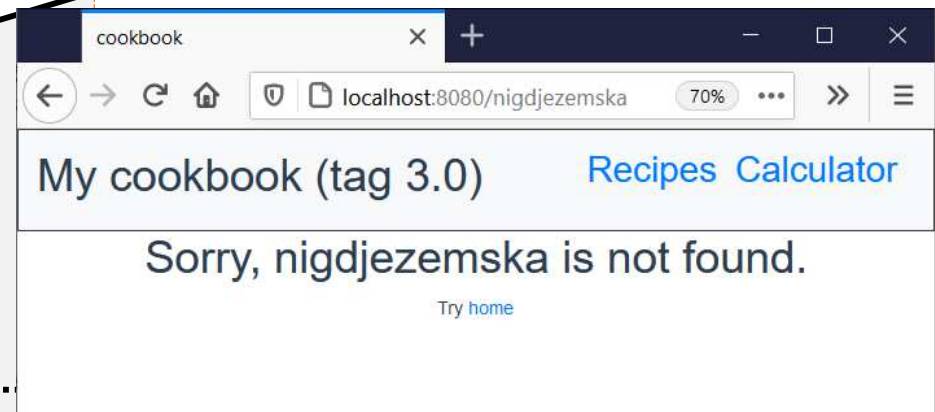 cookbook
localhost:8080/nigdjezemska 70%
My cookbook (tag 3.0) Recipes Calculator
Sorry, nigdjezemska is not found.
Try home